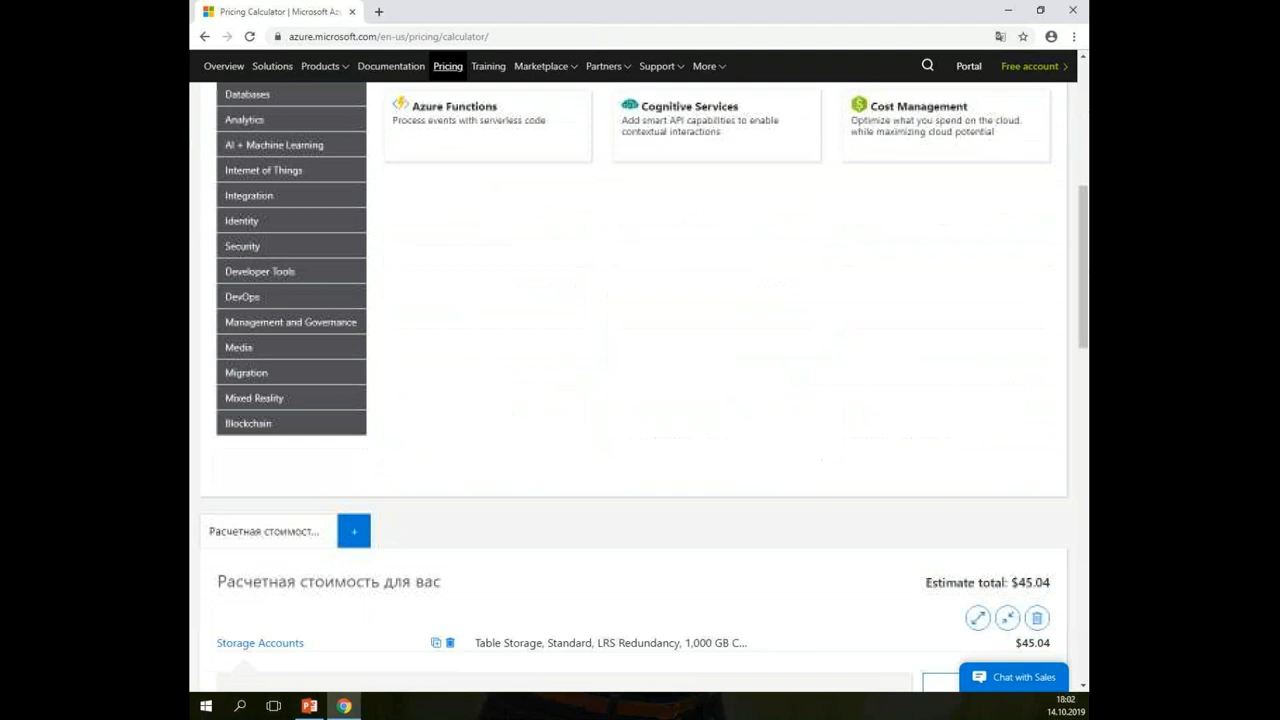 Pricing Calculator | Microsoft Az
azure.microsoft.com/en-us/pricing/calculator/
Overview Solutions Products Documentation Pricing Training Marketplace Partners Support More Portal Free account
Databases
Analytics
AI + Machine Learning
Internet of Things
Integration
Identity
Security
Developer Tools
DevOps
Management and Governance
Media
Migration
Mixed Reality
Blockchain
Azure Functions
Process events with serverless code
Cognitive Services
Add smart API capabilities to enable
contextual interactions
Cost Management
Optimize what you spend on the cloud,
while maximizing cloud potential
Расчетная стоимост... +
Расчетная стоимость для вас
Estimate total: $45.04
Storage Accounts
Table Storage, Standard, LRS Redundancy, 1,000 GB C...
$45.04
Chat with Sales
18:02
14.10.2019